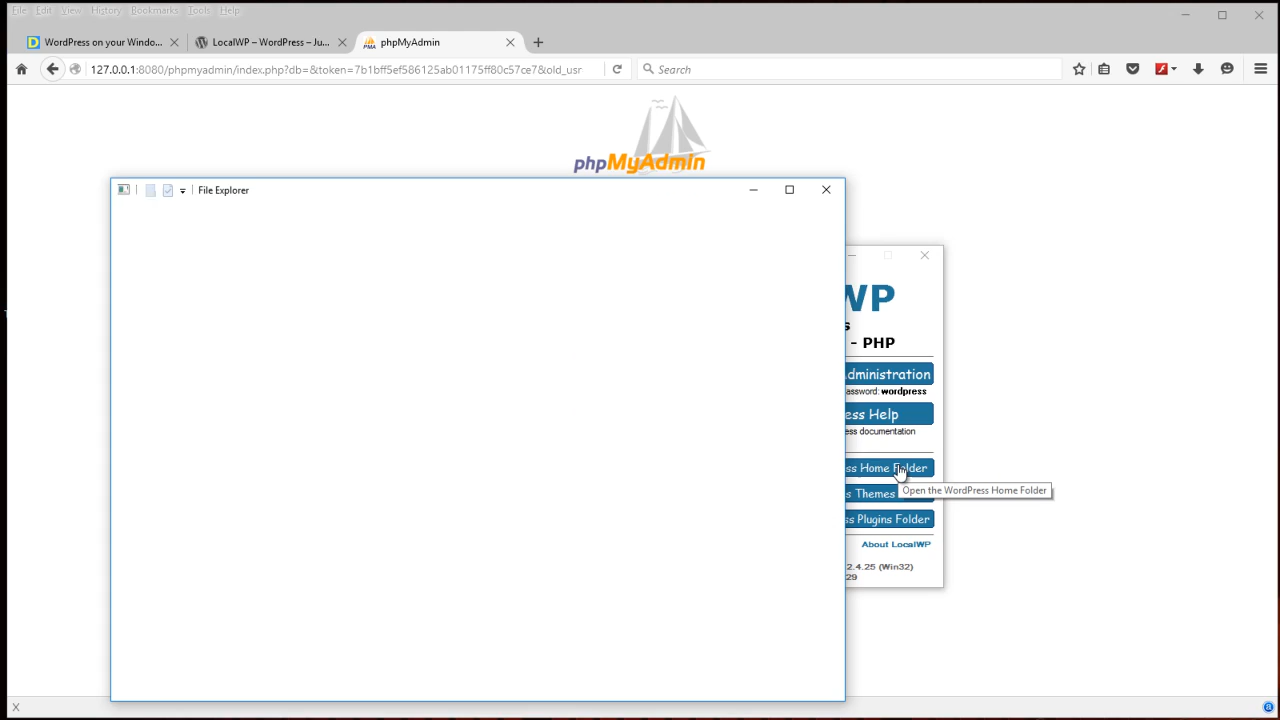 File Edit View History Bookmarks Tools Help
WordPress on your Windo...
LocalWP – WordPress – Ju...
PMA
phpMyAdmin
127.0.0.1:8080/phpmyadmin/index.php?db=&token=7b1bff5ef586125ab01175ff80c57ce7&old_usr
Search
phpMyAdmin
File Explorer
WP
s
- PHP
dministration
assword: wordpress
ess Help
ess documentation
ss Home Folder
Open the WordPress Home Folder
s Themes
ss Plugins Folder
About LocalWP
2.4.25 (Win32)
29